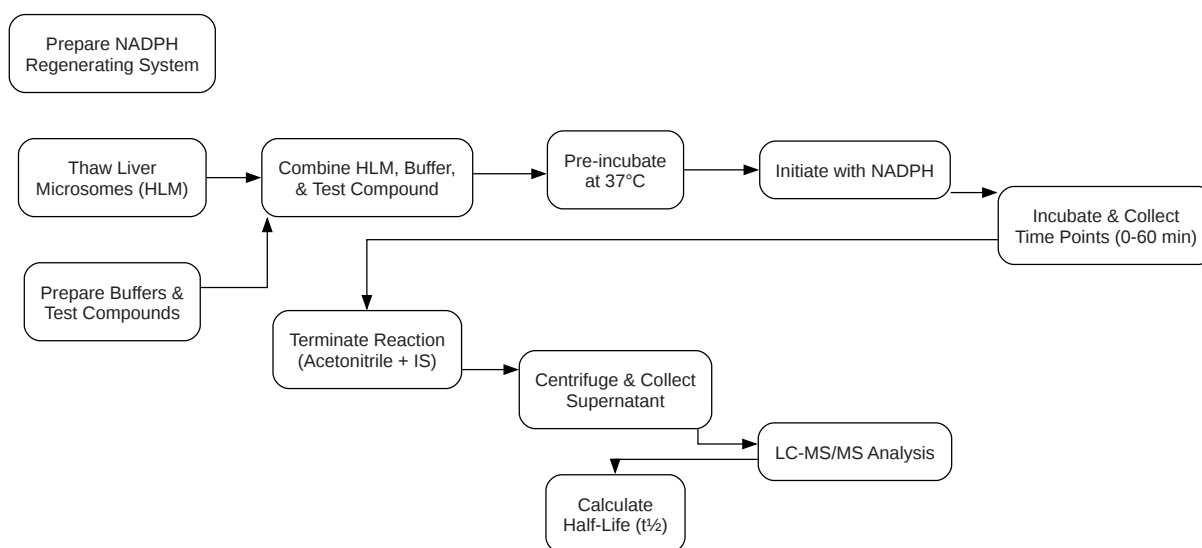 Prepare NADPH
Regenerating System
Thaw Liver
Microsomes (HLM)
Combine HLM, Buffer,
& Test Compound
Pre-incubate
at 37°C
Initiate with NADPH
Incubate & Collect
Time Points (0-60 min)
Prepare Buffers &
Test Compounds
Terminate Reaction
(Acetonitrile + IS)
Centrifuge & Collect
Supernatant
LC-MS/MS Analysis
Calculate
Half-Life (t½)